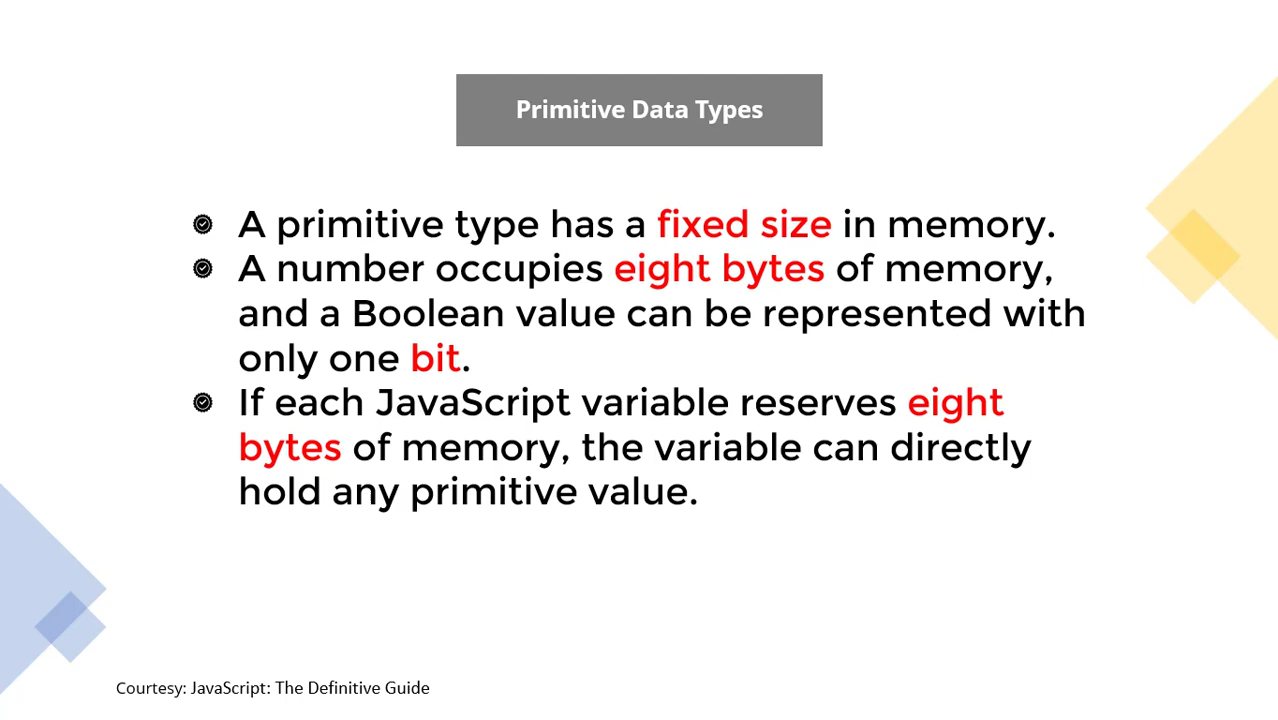 Primitive Data Types
A primitive type has a fixed size in memory.
A number occupies eight bytes of memory,
and a Boolean value can be represented with
only one bit.
If each JavaScript variable reserves eight
bytes of memory, the variable can directly
hold any primitive value.
Courtesy: JavaScript: The Definitive Guide